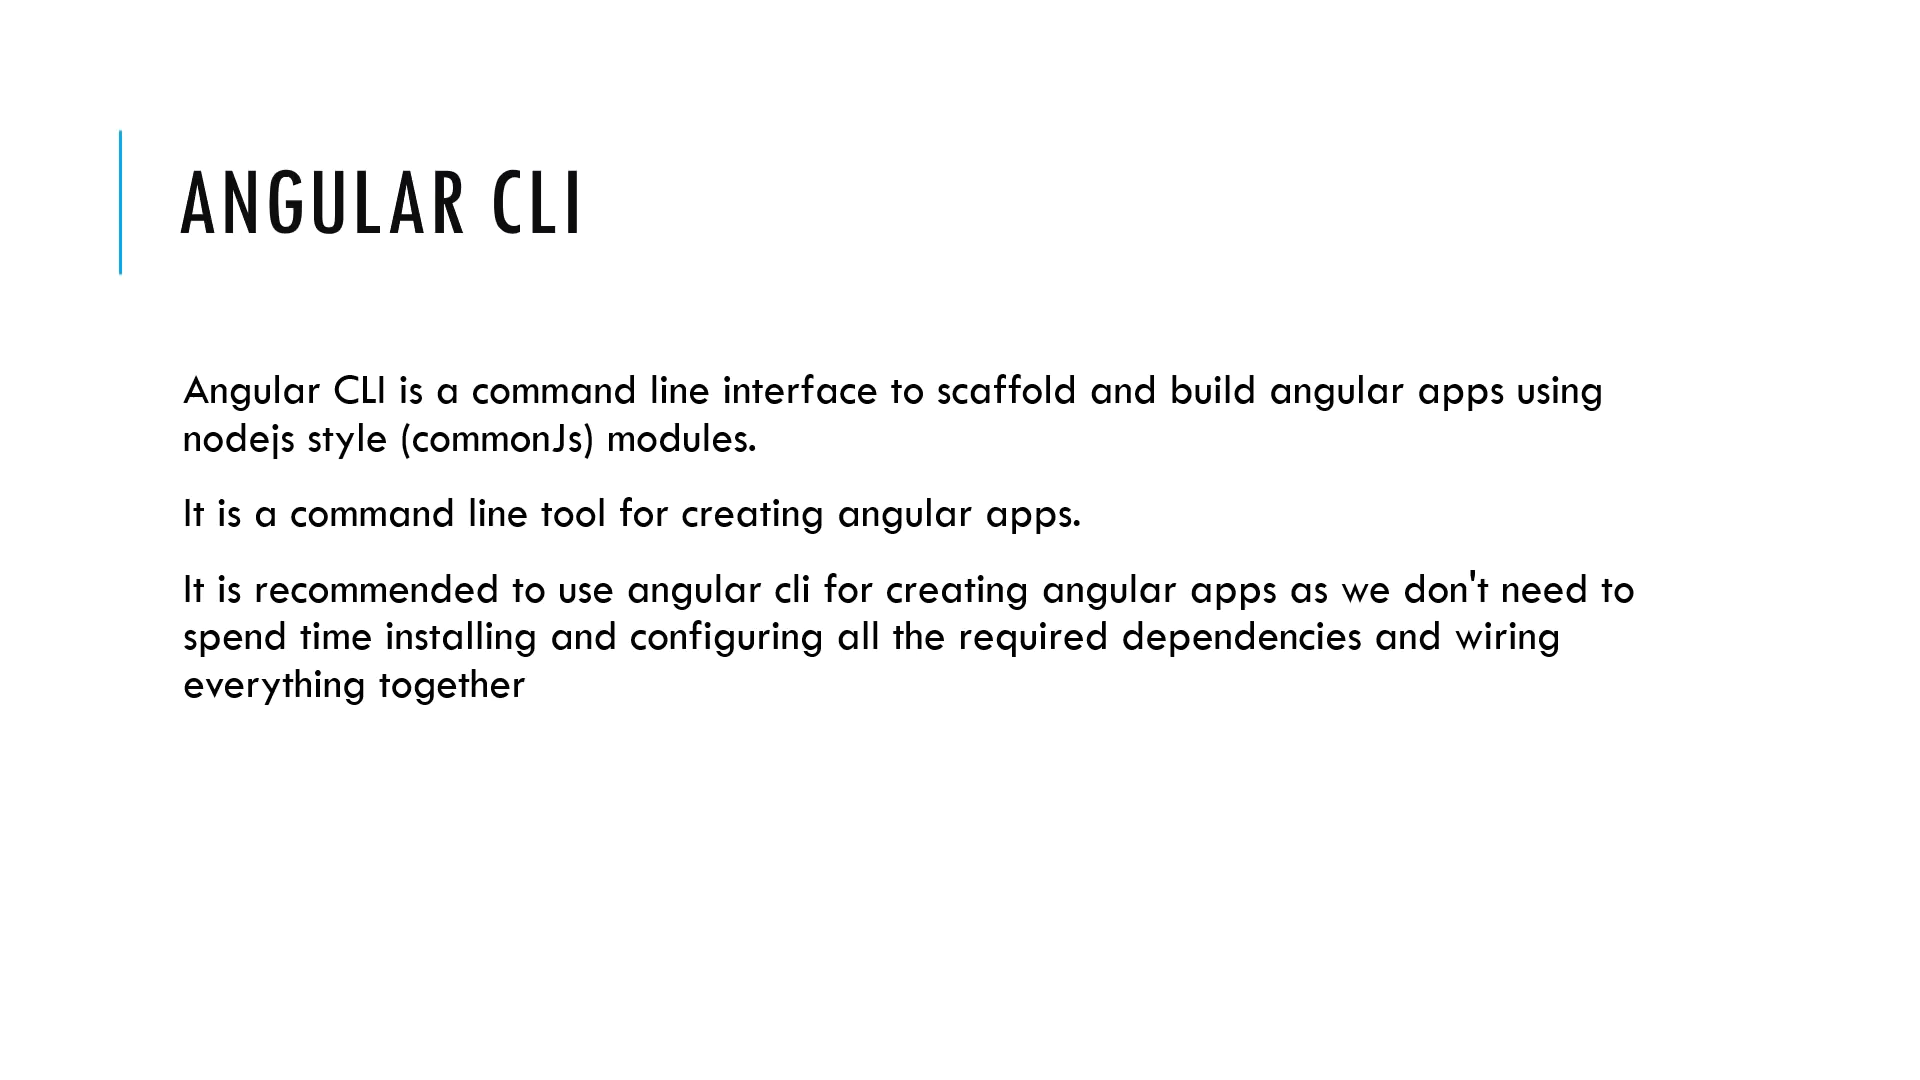 ANGULAR CLI
Angular CLI is a command line interface to scaffold and build angular apps using
nodejs style (commonJs) modules.
It is a command line tool for creating angular apps.
It is recommended to use angular cli for creating angular apps as we don't need to
spend time installing and configuring all the required dependencies and wiring
everything together